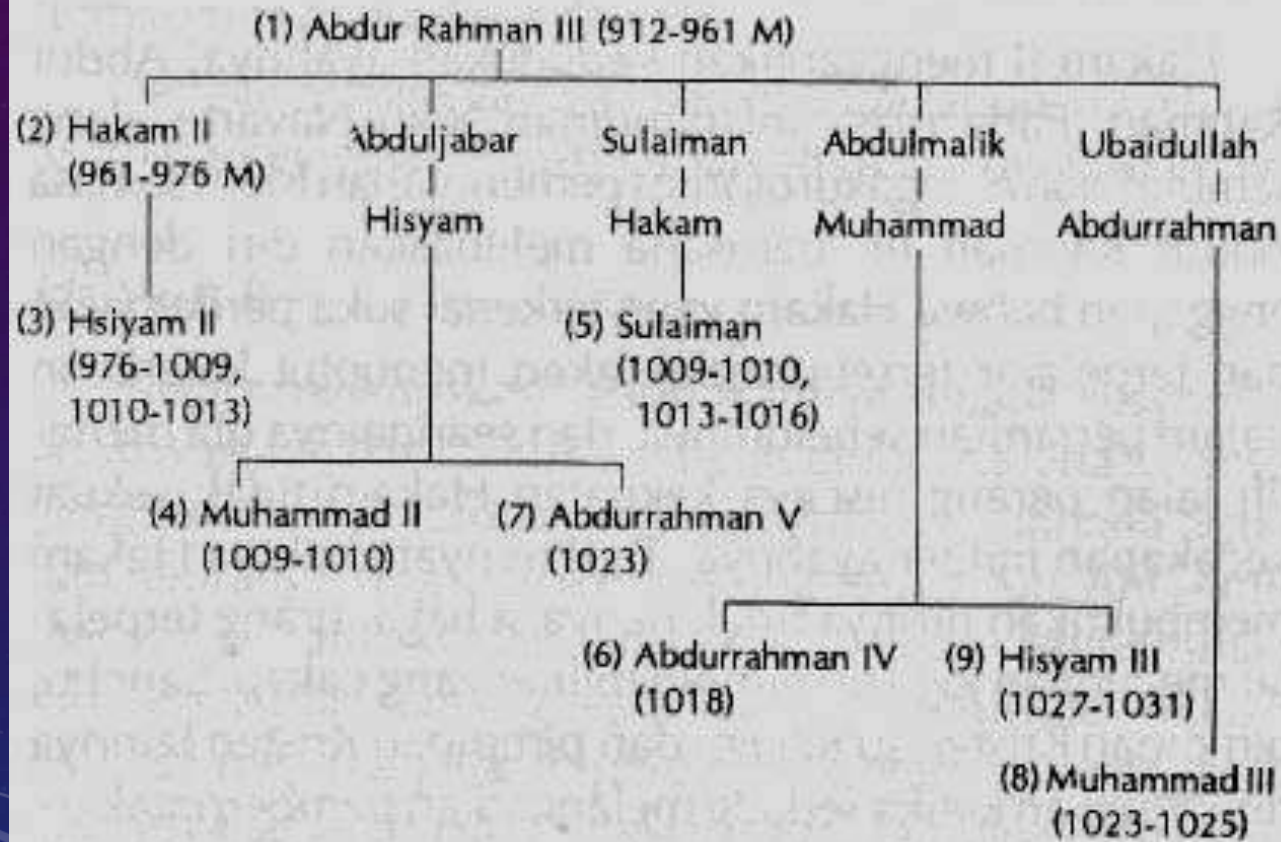 (1) Abdur Rahman III (912-961 M)
(2) Hakam II Abduljabar Sulaiman Abdulmalik Ubaidullah
(961-976 M)
Hisyam Hakam Muhammad Abdurrahman
(3) Hsiyam II (5) Sulaiman
(976-1009, (1009-1010,
1010-1013) 1013-1016)
(4) Muhammad II (7) Abdurrahman V
(1009-1010) (1023)
(6) Abdurrahman IV (9) Hisyam III
(1018) (1027-1031)
(8) Muhammad III
(1023-1025)